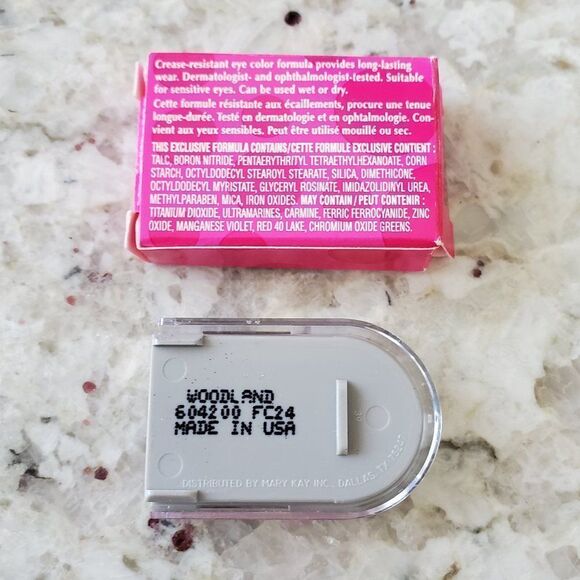 Crease-resistant eye color formula provides long-lasting
wear. Dermatologist- and ophthalmologist-tested. Suitable
for sensitive eyes. Can be used wet or dry.
Cette formule résistante aux écaillements, procure une tenue
longue-durée. Testé en dermatologie et en ophtalmologie. Con-
vient aux yeux sensibles. Peut être utilisé mouillé ou sec.
THIS EXCLUSIVE FORMULA CONTAINS/CETTE FORMULE EXCLUSIVE CONTIENT :
TALC, BORON NITRIDE, PENTAERYTHRITYL TETRAETHYLHEXANOATE, CORN
STARCH, OCTYLDODECYL STEAROYL STEARATE, SILICA, DIMETHICONE,
OCTYLDODECYL MYRISTATE, GLYCERYL ROSINATE, IMIDAZOLIDINYL UREA,
METHYLPARABEN, MICA, IRON OXIDES. MAY CONTAIN / PEUT CONTENIR :
TITANIUM DIOXIDE, ULTRAMARINES, CARMINE, FERRIC FERROCYANIDE, ZINC
OXIDE, MANGANESE VIOLET, RED 40 LAKE, CHROMIUM OXIDE GREENS.
WOODLAND
604200 FC24
MADE IN USA
DISTRIBUTED BY MARY KAY INC., DALLAS, TX